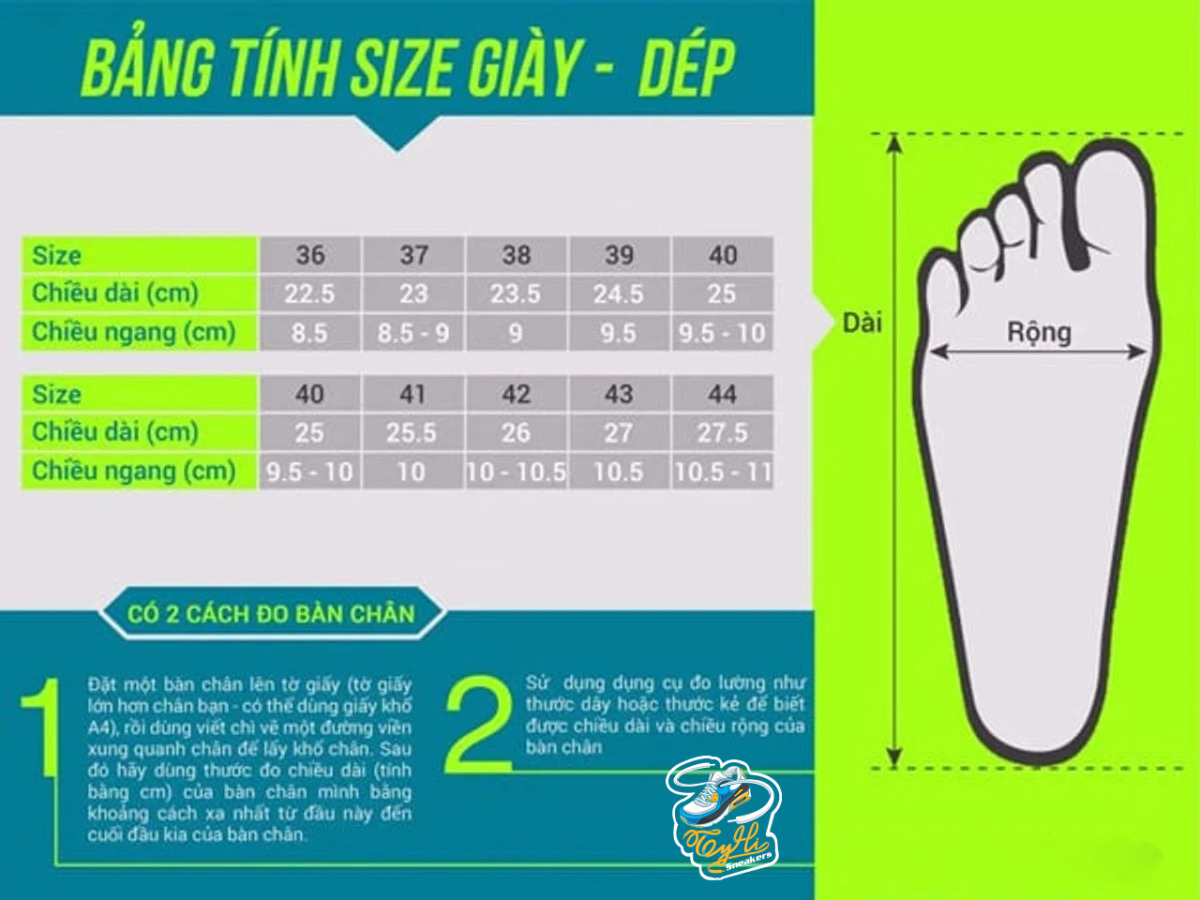 BẢNG TÍNH SIZE GIÀY - DÉP
Size 36 37 38 39 40
Chiều dài (cm) 22.5 23 23.5 24.5 25
Chiều ngang (cm) 8.5 8.5 - 9 9 9.5 9.5 - 10
Size 40 41 42 43 44
Chiều dài (cm) 25 25.5 26 27 27.5
Chiều ngang (cm) 9.5 - 10 10 10 - 10.5 10.5 10.5 - 11
Dài
Rộng
CÓ 2 CÁCH ĐO BÀN CHÂN
1
Đặt một bàn chân lên tờ giấy (tờ giấy
lớn hơn chân bạn - có thể dùng giấy khổ
A4), rồi dùng viết chì vẽ một đường viền
xung quanh chân để lấy khổ chân. Sau
đó hãy dùng thước đo chiều dài (tính
bằng cm) của bàn chân mình bằng
khoảng cách xa nhất từ đầu này đến
cuối đầu kia của bàn chân.
2
Sử dụng dụng cụ đo lường như
thước dây hoặc thước kẻ để biết
được chiều dài và chiều rộng của
bàn chân
TyHi
Sneakers